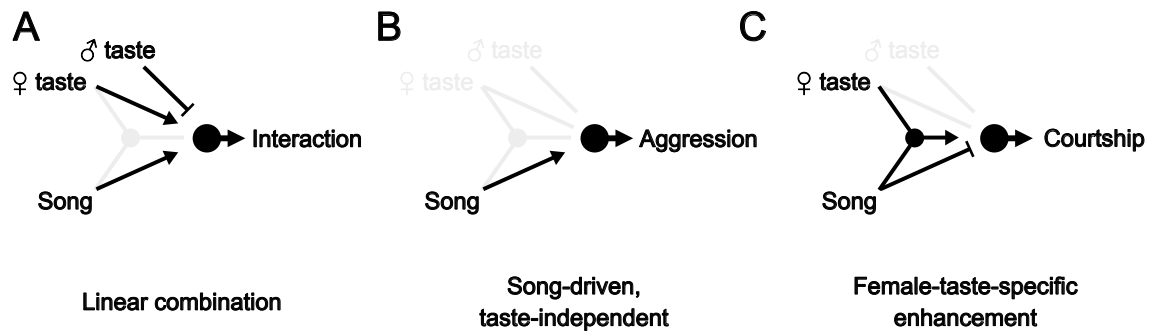 A
♂ taste
♀ taste
Interaction
Song
Linear combination
B
♂ taste
♀ taste
Aggression
Song
Song-driven,
taste-independent
C
♂ taste
♀ taste
Courtship
Song
Female-taste-specific
enhancement